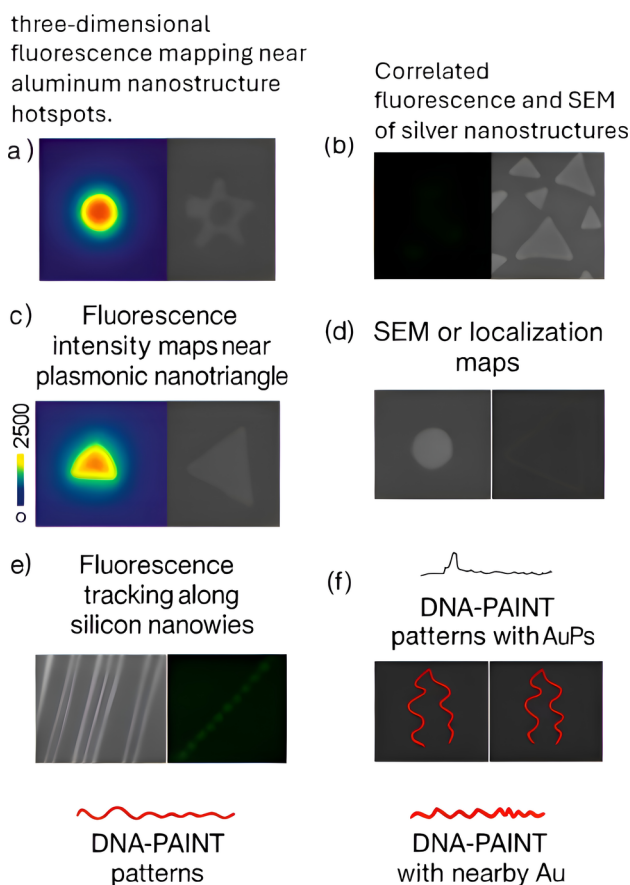 three-dimensional
fluorescence mapping near
aluminum nanostructure
hotspots.
a)
Correlated
fluorescence and SEM
of silver nanostructures
(b)
c)
Fluorescence
intensity maps near
plasmonic nanotriangle
2500
0
(d)
SEM or localization
maps
e)
Fluorescence
tracking along
silicon nanowies
(f)
DNA-PAINT
patterns with AuPs
DNA-PAINT
patterns
DNA-PAINT
with nearby Au